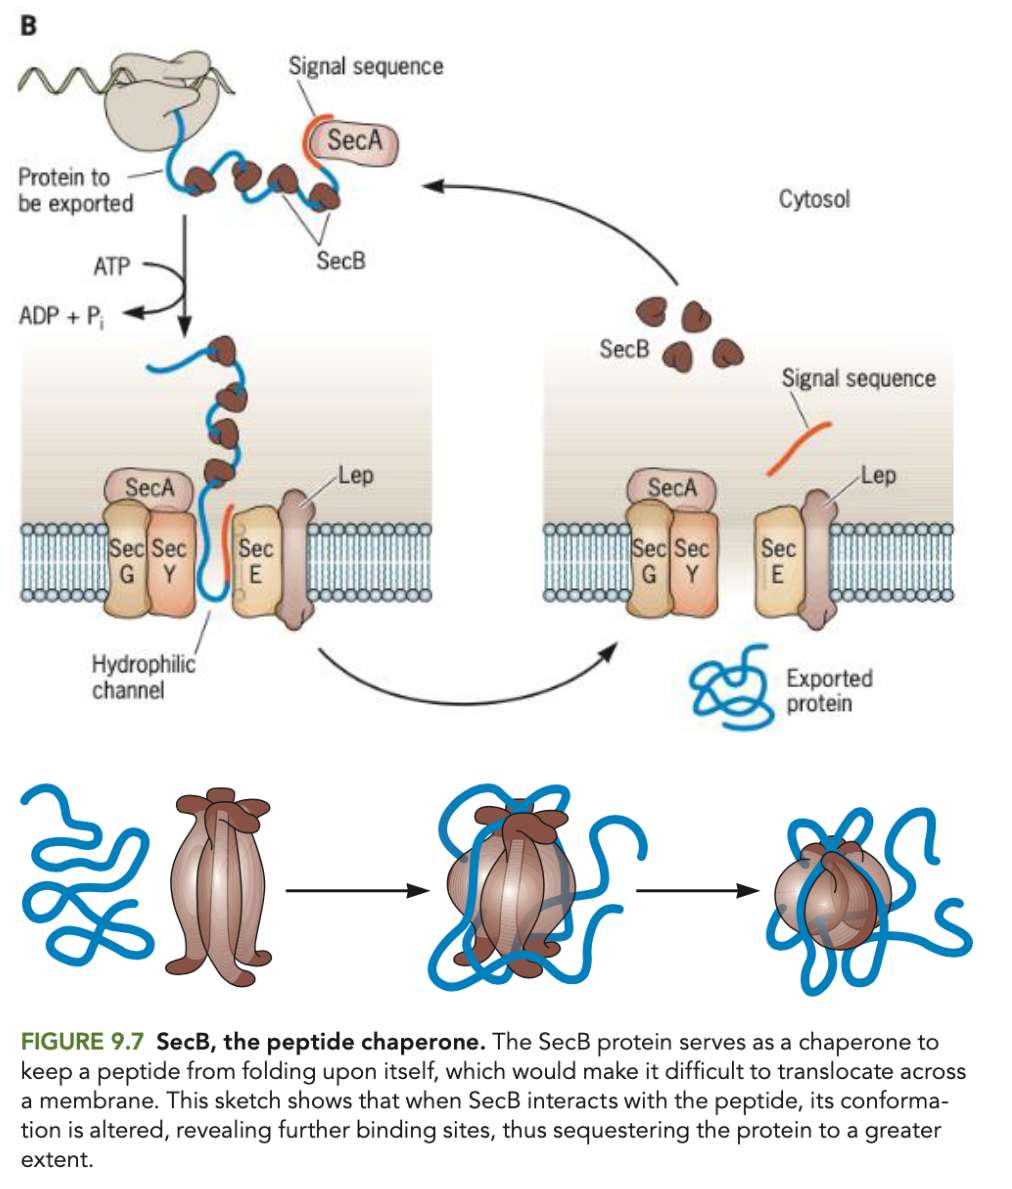 B
Signal sequence
SecA
Protein to
be exported
SecB
Cytosol
ATP
ADP + Pi
SecB
Signal sequence
SecA
Lep
Sec
G
Sec
Y
Sec
E
Hydrophilic
channel
SecA
Lep
Sec
G
Sec
Y
Sec
E
Exported
protein
FIGURE 9.7 SecB, the peptide chaperone. The SecB protein serves as a chaperone to
keep a peptide from folding upon itself, which would make it difficult to translocate across
a membrane. This sketch shows that when SecB interacts with the peptide, its conforma-
tion is altered, revealing further binding sites, thus sequestering the protein to a greater
extent.